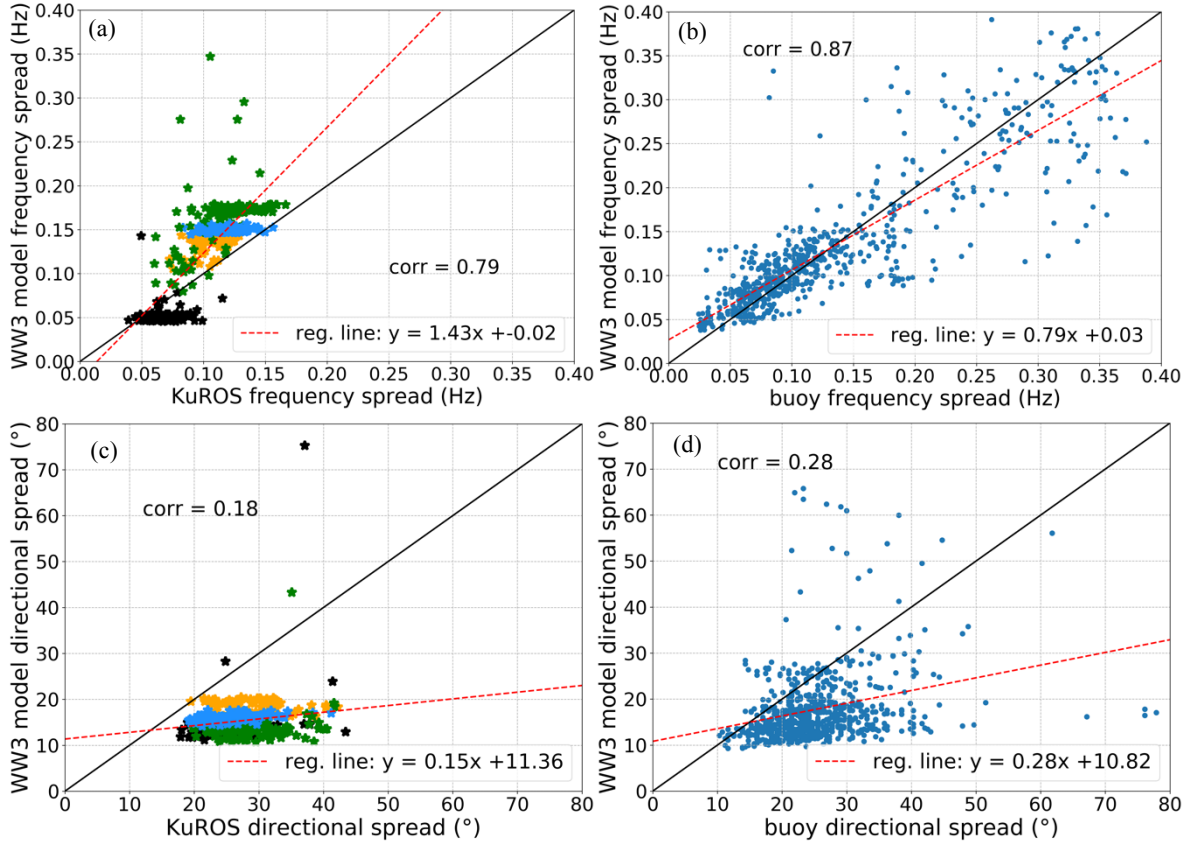 (a)
corr = 0.79
reg. line: y = 1.43x +-0.02
WW3 model frequency spread (Hz)
0.40
0.35
0.30
0.25
0.20
0.15
0.10
0.05
0.00
0.00 0.05 0.10 0.15 0.20 0.25 0.30 0.35 0.40
KuROS frequency spread (Hz)
(b)
corr = 0.87
reg. line: y = 0.79x +0.03
WW3 model frequency spread (Hz)
0.40
0.35
0.30
0.25
0.20
0.15
0.10
0.05
0.00
0.00 0.05 0.10 0.15 0.20 0.25 0.30 0.35 0.40
buoy frequency spread (Hz)
(c)
corr = 0.18
reg. line: y = 0.15x +11.36
WW3 model directional spread (°)
80
70
60
50
40
30
20
10
0
0 10 20 30 40 50 60 70 80
KuROS directional spread (°)
(d)
corr = 0.28
reg. line: y = 0.28x +10.82
WW3 model directional spread (°)
80
70
60
50
40
30
20
10
0
0 10 20 30 40 50 60 70 80
buoy directional spread (°)